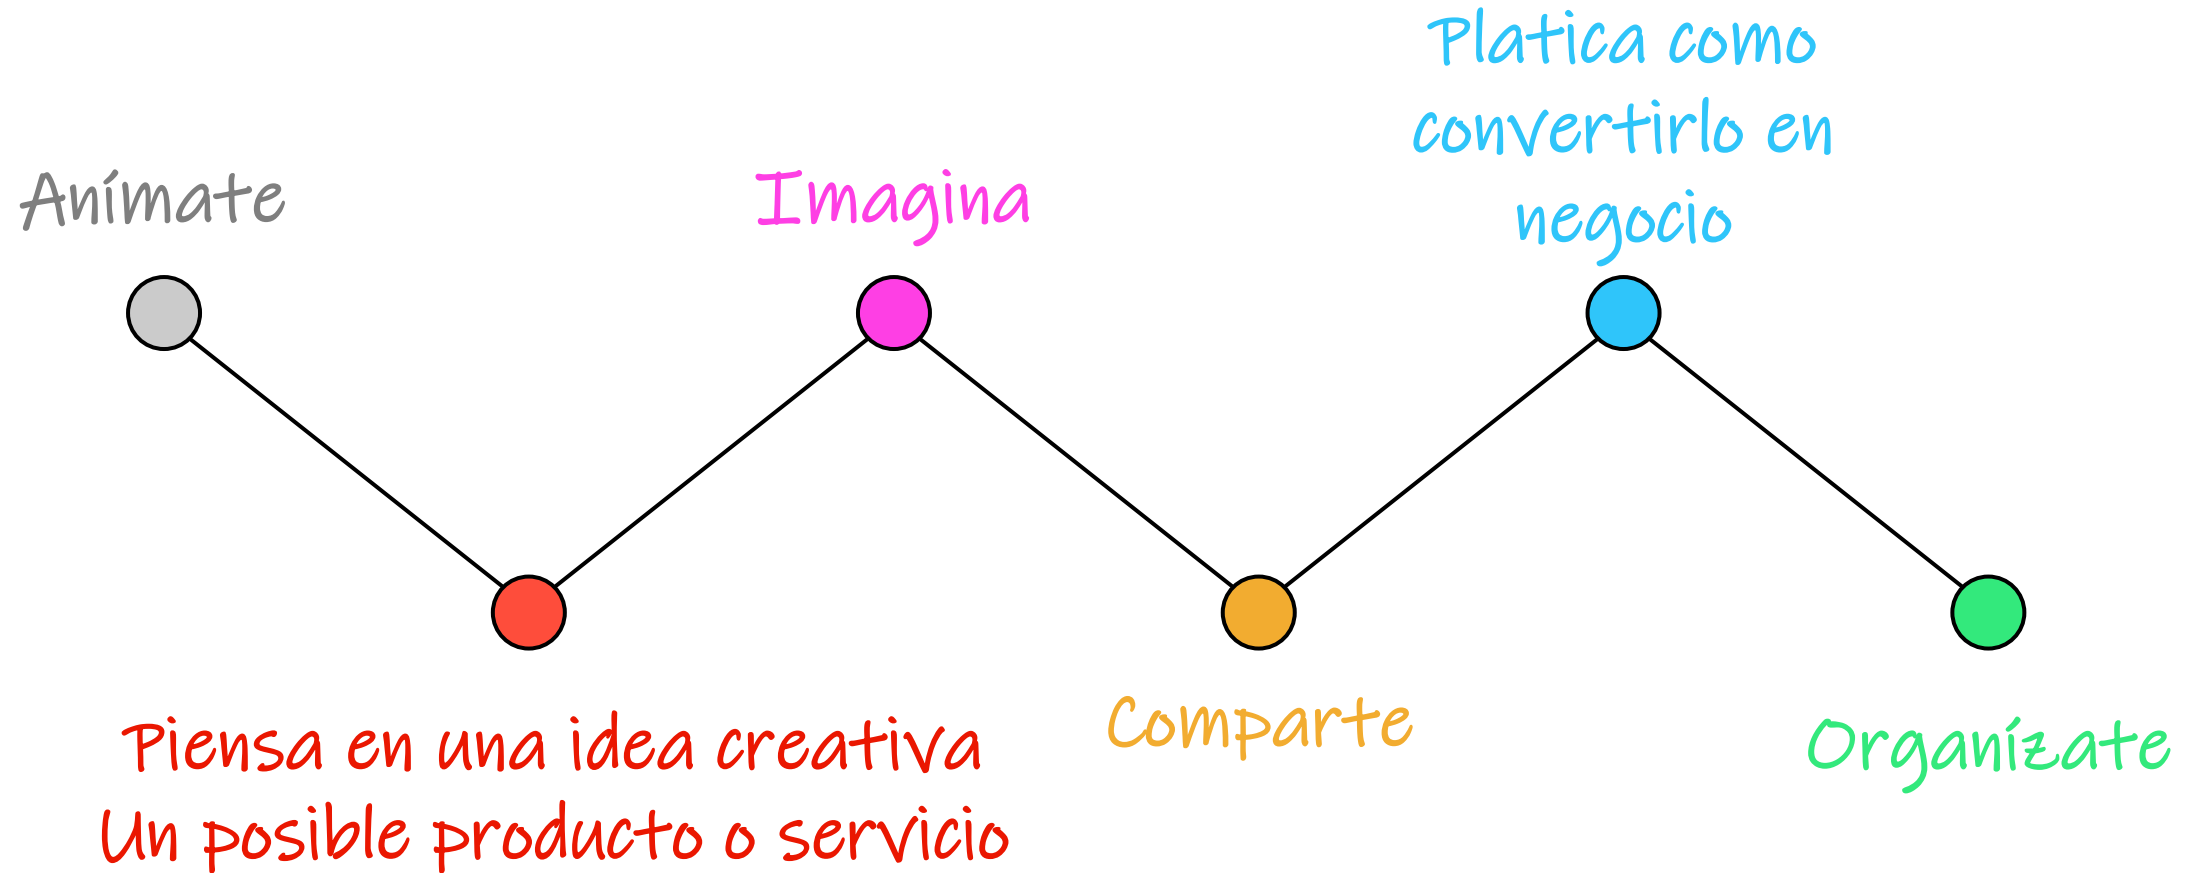 Anímate
Piensa en una idea creativa
Un posible producto o servicio
Imagina
Comparte
Platica como
convertirlo en
negocio
Organízate